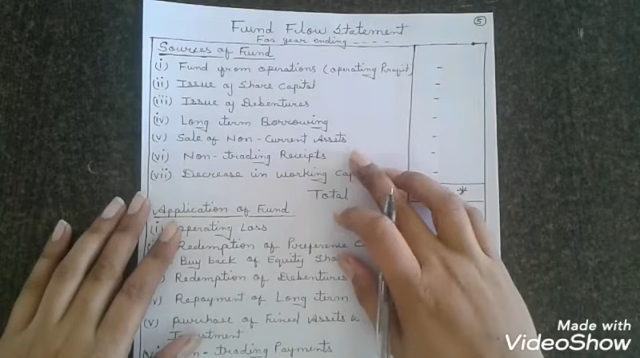 5
Fund Flow Statement
For year ending - - - -
Sources of Fund
(i) Fund from operations (operating Profit)
(ii) Issue of Share Capital
(iii) Issue of Debentures
(iv) Long term Borrowing
(v) Sale of Non-Current Assets
(vi) Non-trading Receipts
(vii) Decrease in working
Total
Application of Fund
(i) operating Loss
Redemption of Preference
Buy back of Equity
Redemption of Debentures
Repayment of Long term
(v) Purchase of Fixed Assets &
Investment
trading Payments
Made with
VideoShow